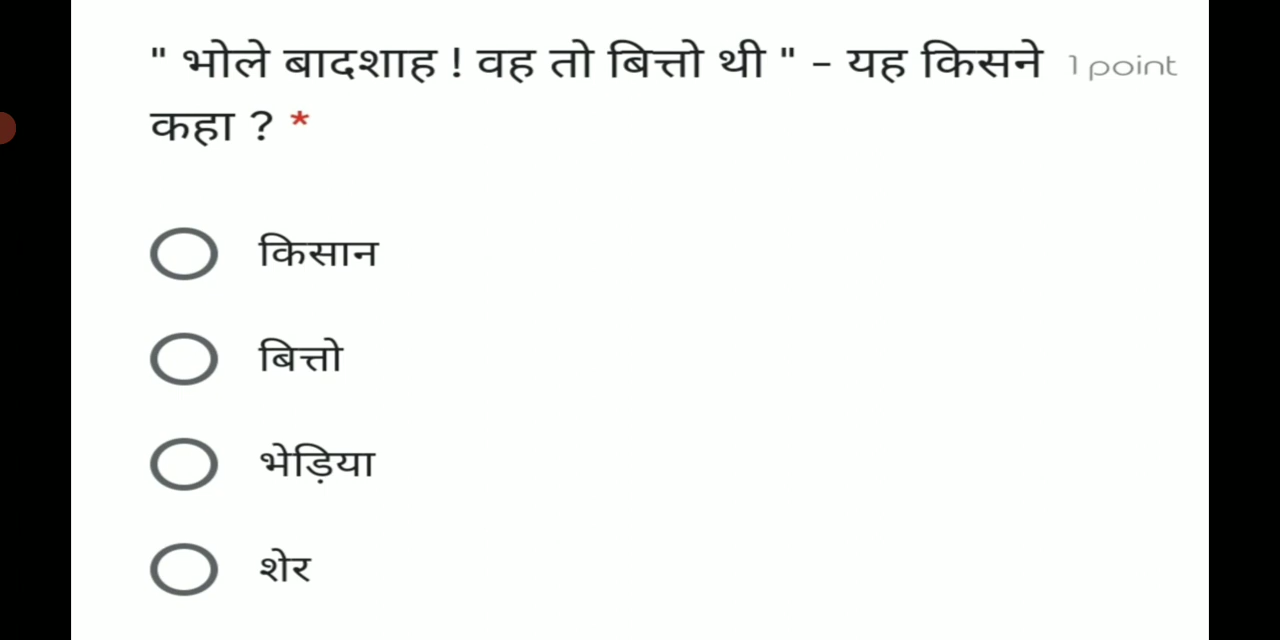 " भोले बादशाह ! वह तो बित्तो थी " – यह किसने 1 point
कहा ? *
किसान
बित्तो
भेड़िया
शेर